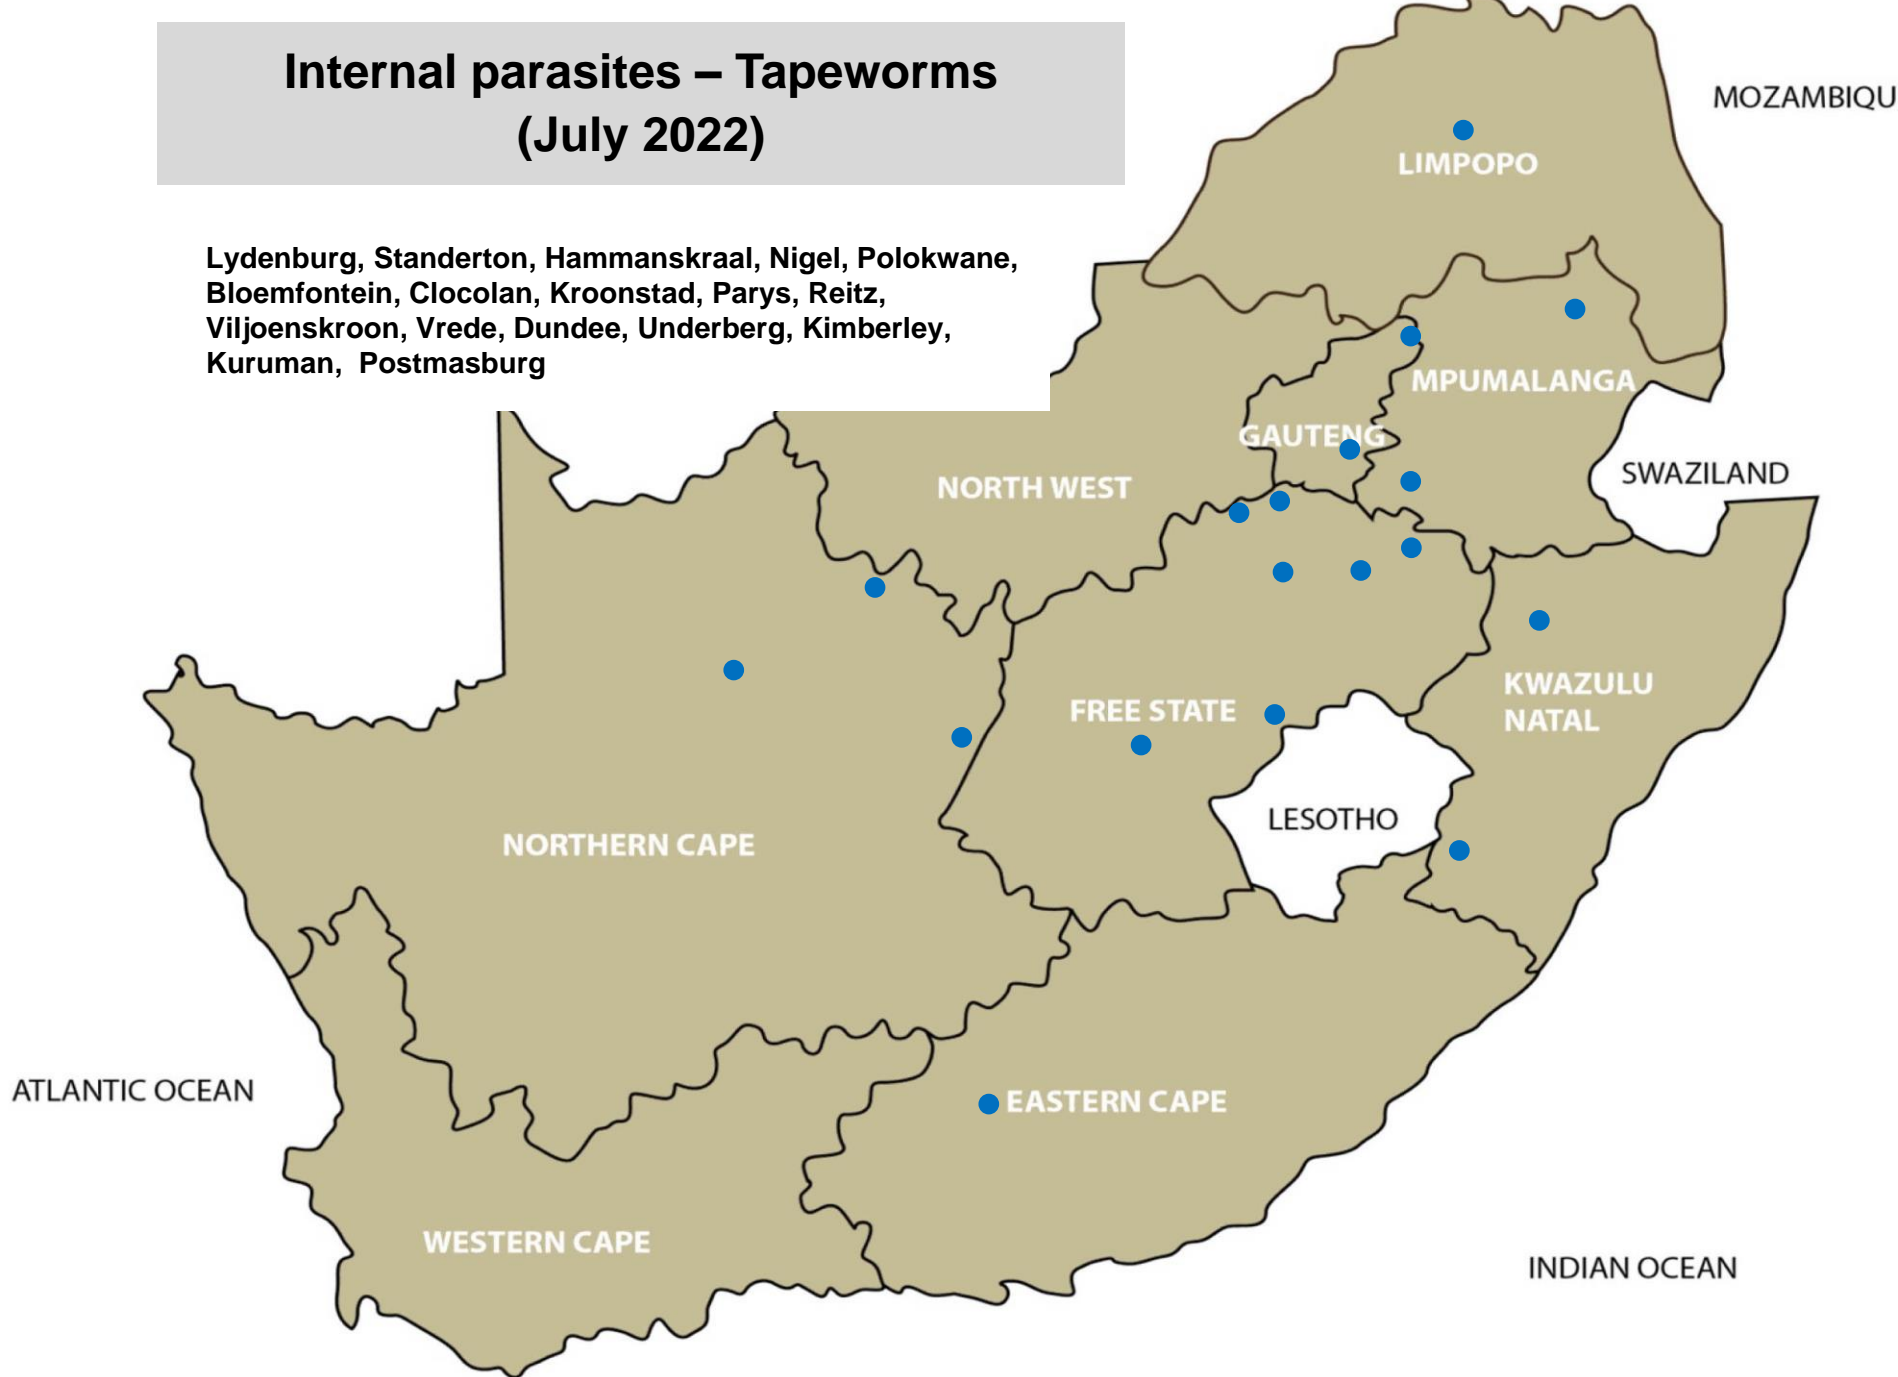 Internal parasites – Tapeworms
(July 2022)
Lydenburg, Standerton, Hammanskraal, Nigel, Polokwane,
Bloemfontein, Clocolan, Kroonstad, Parys, Reitz,
Viljoenskroon, Vrede, Dundee, Underberg, Kimberley,
Kuruman, Postmasburg
MOZAMBIQU
LIMPOPO
MPUMALANGA
GAUTENG
SWAZILAND
NORTH WEST
KWAZULU
NATAL
FREE STATE
LESOTHO
NORTHERN CAPE
ATLANTIC OCEAN
EASTERN CAPE
WESTERN CAPE
INDIAN OCEAN